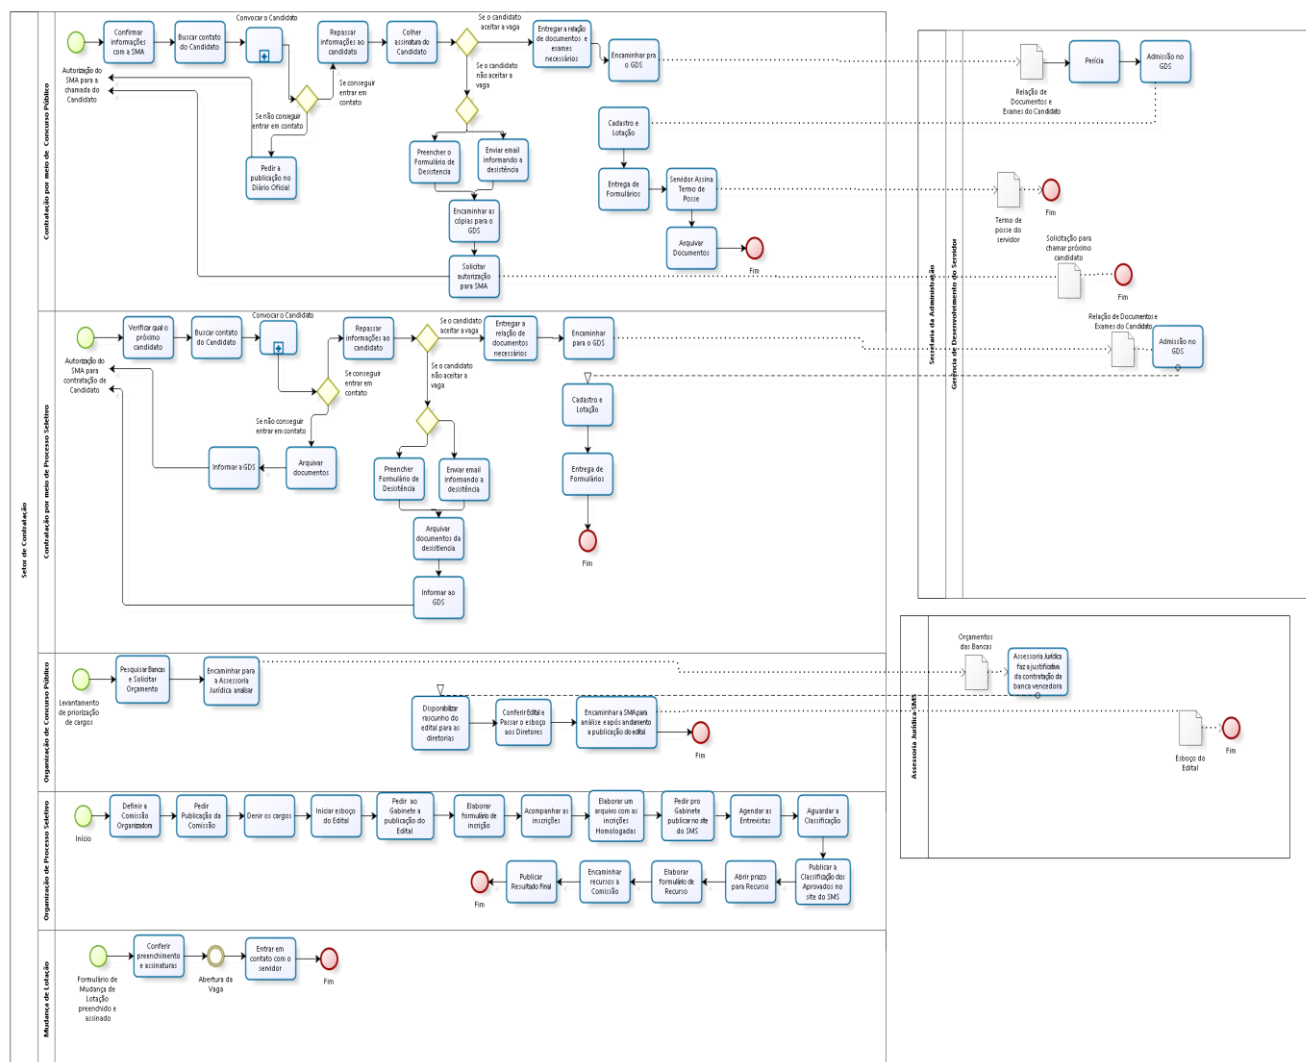 Setor de Contratação
Contratação por meio de Concurso Público
Autorização do
SMA para a
chamada do
Candidato
Confirmar
informações
com a SMA
Buscar contato
do Candidato
Convocar o Candidato
Se conseguir
entrar em
contato
Se não conseguir
entrar em contato
Pedir a
publicação no
Diário Oficial
Repassar
informações ao
candidato
Colher
assinatura do
Candidato
Se o candidato
aceitar a vaga
Se o candidato
não aceitar a
vaga
Preencher o
Formulário de
Desistencia
Enviar email
informando a
desistência
Encaminhar as
cópias para o
GDS
Solicitar
autorização
para SMA
Entregar a relação
de documentos e
exames
necessários
Encaminhar pra
o GDS
Cadastro e
Lotação
Entrega de
Formulários
Servidor Assina
Termo de
Posse
Arquivar
Documentos
Fim
Contratação por meio de Processo Seletivo
Autorização do
SMA para
contratação de
Candidato
Verificar qual o
próximo
candidato
Buscar contato
do Candidato
Convocar o Candidato
Se conseguir
entrar em
contato
Se não conseguir
entrar em contato
Arquivar
documentos
Informar a GDS
Repassar
informações ao
candidato
Se o candidato
aceitar a vaga
Se o candidato
não aceitar a
vaga
Preencher
Formulário de
Desistência
Enviar email
informando a
desistência
Arquivar
documentos da
desistiencia
Informar ao
GDS
Entregar a
relação de
documentos
necessários
Encaminhar
para o GDS
Cadastro e
Lotação
Entrega de
Formulários
Fim
Organização de Concurso Público
Levantamento
de priorização
de cargos
Pesquisar Bancas
e Solicitar
Orçamento
Encaminhar para
a Assessoria
Jurídica analisar
Disponibilizar
rascunho do
edital para as
diretorias
Conferir Edital e
Passar o esboço
aos Diretores
Encaminhar a SMA para
análise e após andamento
a publicação do edital
Fim
Organização de Processo Seletivo
Início
Definir a
Comissão
Organizadora
Pedir
Publicação da
Comissão
Denir os cargos
Iniciar esboço
do Edital
Pedir ao
Gabinete a
publicação do
Edital
Elaborar
formulário de
incrição
Acompanhar as
inscrições
Elaborar um
arquivo com as
incrições
Homologadas
Pedir pro
Gabinete
publicar no site
do SMS
Agendar as
Entrevistas
Aguardar a
Classificação
Publicar a
Classificação dos
Aprovados no
site do SMS
Abrir prazo
para Recurso
Elaborar
formulário de
Recurso
Encaminhar
recursos a
Comissão
Publicar
Resultado Final
Fim
Mudança de Lotação
Formulário de
Mudança de
Lotação
preenchido e
assinado
Conferir
preenchimento
e assinaturas
Abertura da
Vaga
Entrar em
contato com o
servidor
Fim
Secretaria da Administração
Gerência de Desenvolvimento do Servidor
Relação de
Documentos e
Exames do Candidato
Perícia
Admissão no
GDS
Termo de
posse do
servidor
Fim
Solicitação para
chamar próximo
candidato
Fim
Relação de Documentos e
Exames do Candidato
Admissão no
GDS
Assessoria Jurídica SMS
Orçamentos
das Bancas
Assessoria Jurídica
faz a justificativa
da contratação da
banca vencedora
Esboço do
Edital
Fim